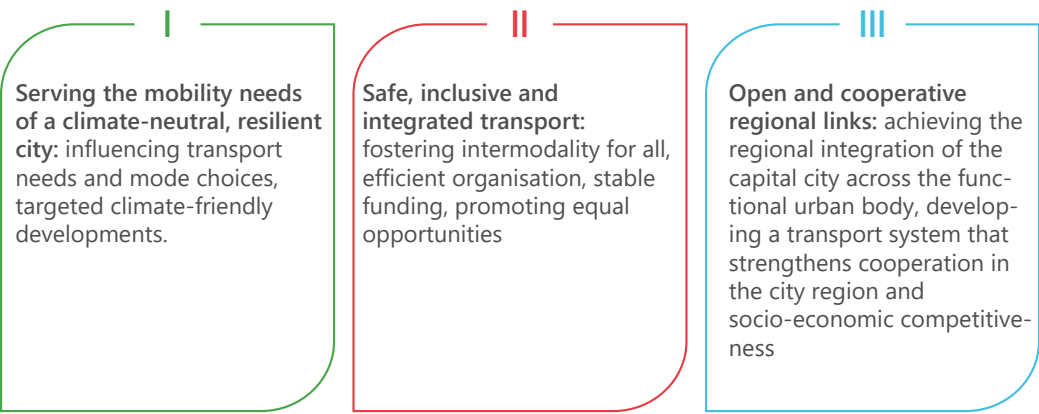 I
Serving the mobility needs
of a climate-neutral, resilient
city: influencing transport
needs and mode choices,
targeted climate-friendly
developments.
II
Safe, inclusive and
integrated transport:
fostering intermodality for all,
efficient organisation, stable
funding, promoting equal
opportunities
III
Open and cooperative
regional links: achieving the
regional integration of the
capital city across the func-
tional urban body, develop-
ing a transport system that
strengthens cooperation in
the city region and
socio-economic competitive-
ness